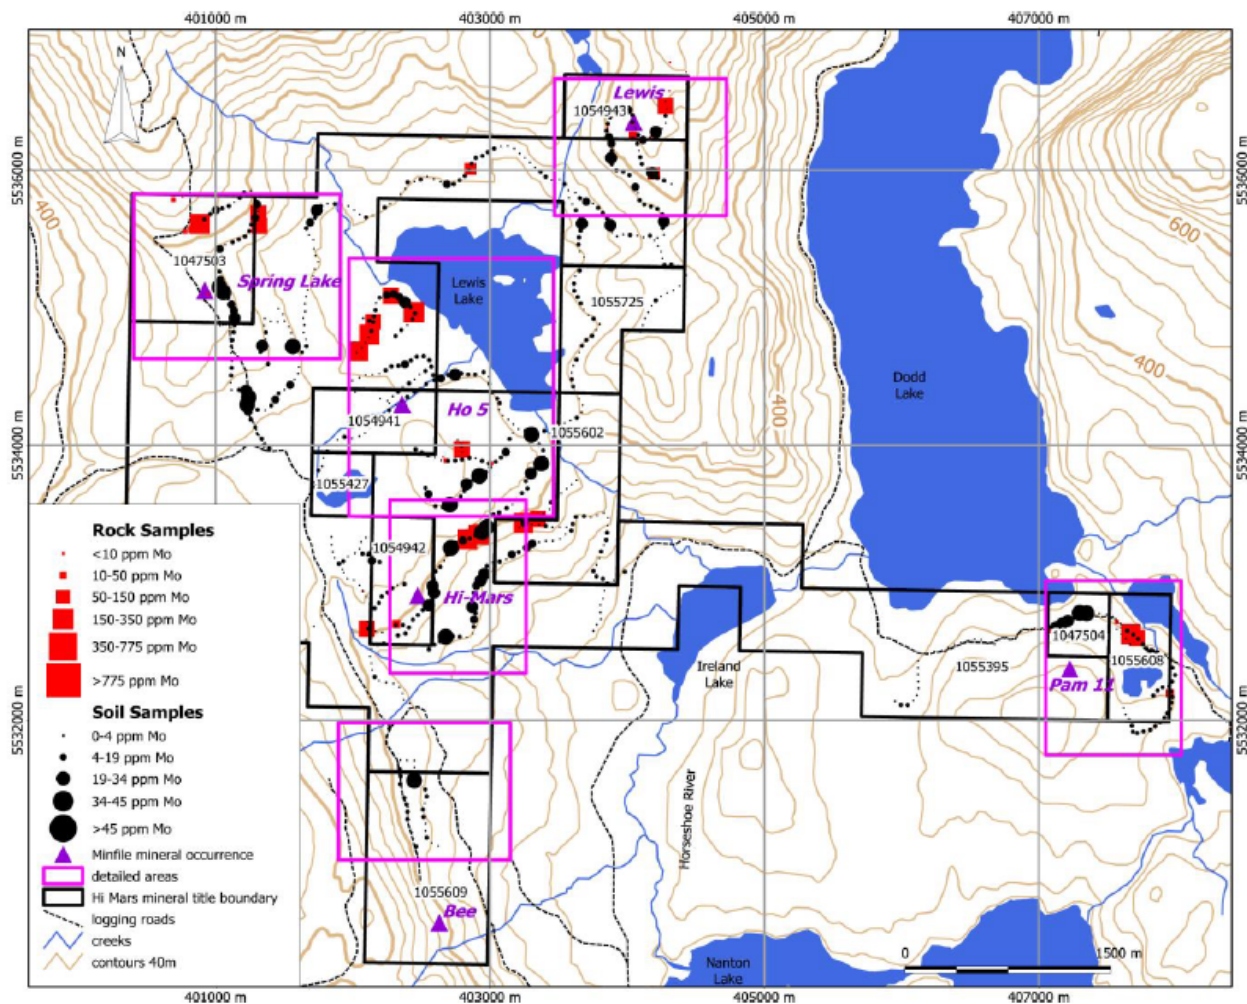 401000 m
403000 m
405000 m
407000 m
N
Lewis
1054943
5536000 m
5536000 m
400
600
1047503
Spring Lake
Lewis
Lake
1055725
400
Dodd
Lake
400
1054941
Ho 5
1055602
5534000 m
5534000 m
1055427
Rock Samples
<10 ppm Mo
10-50 ppm Mo
50-150 ppm Mo
150-350 ppm Mo
350-775 ppm Mo
>775 ppm Mo
Soil Samples
0-4 ppm Mo
4-19 ppm Mo
19-34 ppm Mo
34-45 ppm Mo
>45 ppm Mo
Minfile mineral occurrence
detailed areas
Hi Mars mineral title boundary
logging roads
creeks
contours 40m
1054942
Hi-Mars
Ireland
Lake
1055395
1047504
1055608
Pam 11
5532000 m
5532000 m
Horseshoe River
1055609
Bee
Nanton
Lake
0
1500 m
401000 m
403000 m
405000 m
407000 m